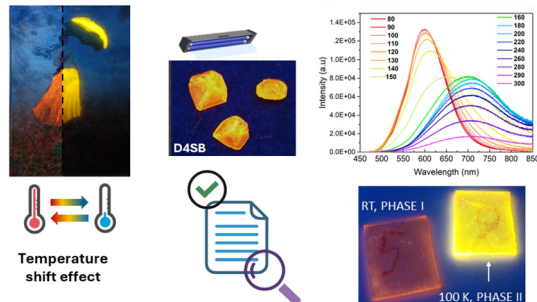 Temperature
shift effect
D4SB
1.4E+05
1.2E+05
1.0E+05
8.0E+04
6.0E+04
4.0E+04
2.0E+04
0.0E+00
Intensity (a.u)
450 500 550 600 650 700 750 800 850
Wavelength (nm)
80
90
100
110
120
130
140
150
160
180
200
220
240
260
280
290
300
RT, PHASE I
100 K, PHASE II